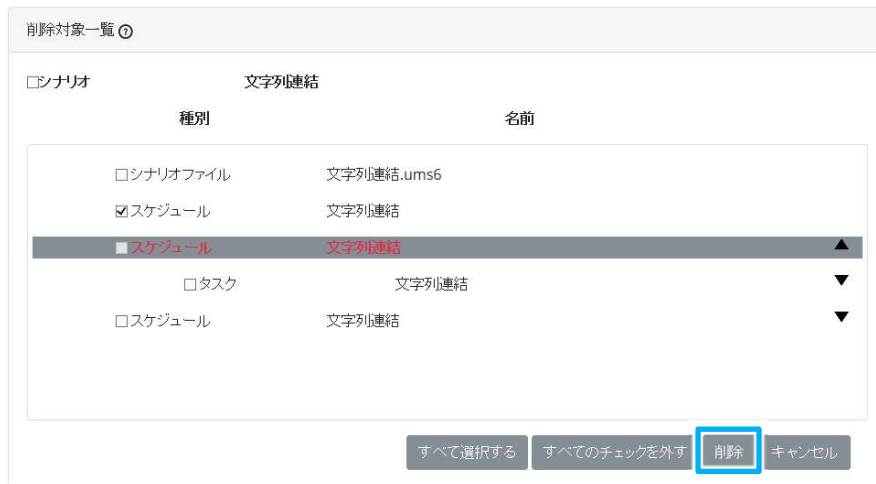 削除対象一覧
シナリオ 文字列連結
種別 名前
シナリオファイル 文字列連結.ums6
スケジュール 文字列連結
スケジュール 文字列連結
タスク 文字列連結
スケジュール 文字列連結
すべて選択する すべてのチェックを外す 削除 キャンセル